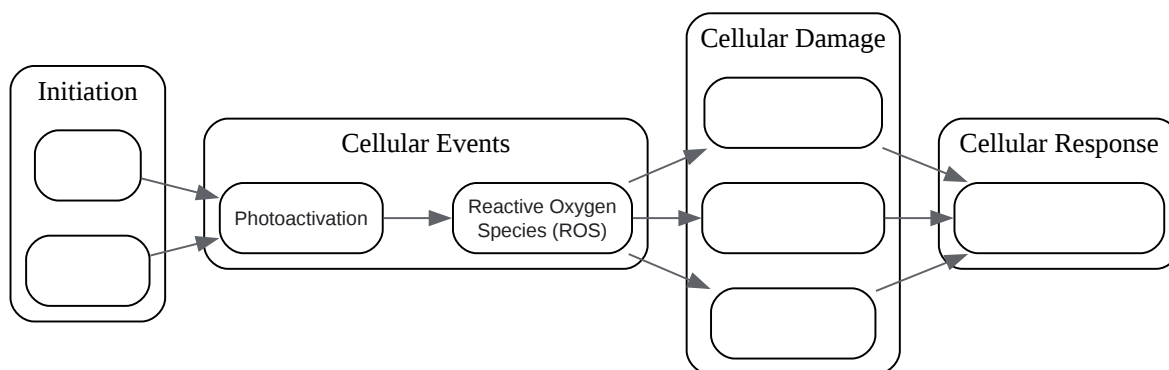 Initiation
Cellular Events
Photoactivation
Reactive Oxygen
Species (ROS)
Cellular Damage
Cellular Response